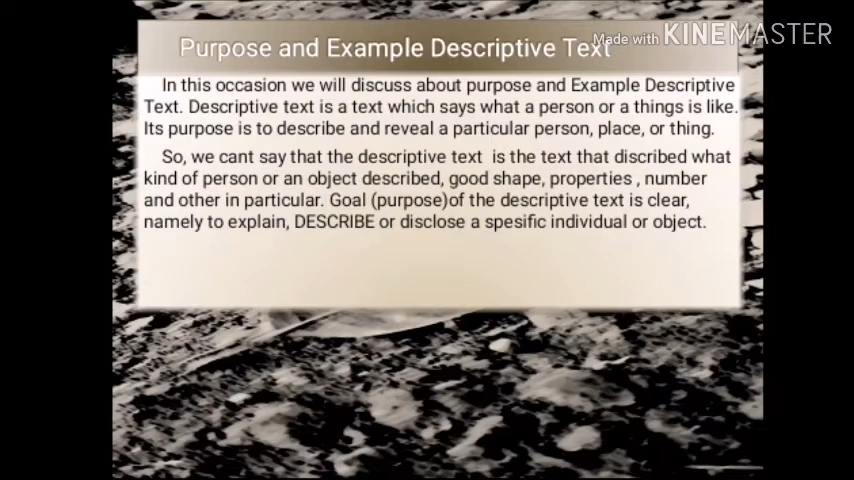 Made with KINEMASTER
Purpose and Example Descriptive Text
In this occasion we will discuss about purpose and Example Descriptive
Text. Descriptive text is a text which says what a person or a things is like.
Its purpose is to describe and reveal a particular person, place, or thing.
So, we cant say that the descriptive text is the text that discribed what
kind of person or an object described, good shape, properties , number
and other in particular. Goal (purpose)of the descriptive text is clear,
namely to explain, DESCRIBE or disclose a spesific individual or object.